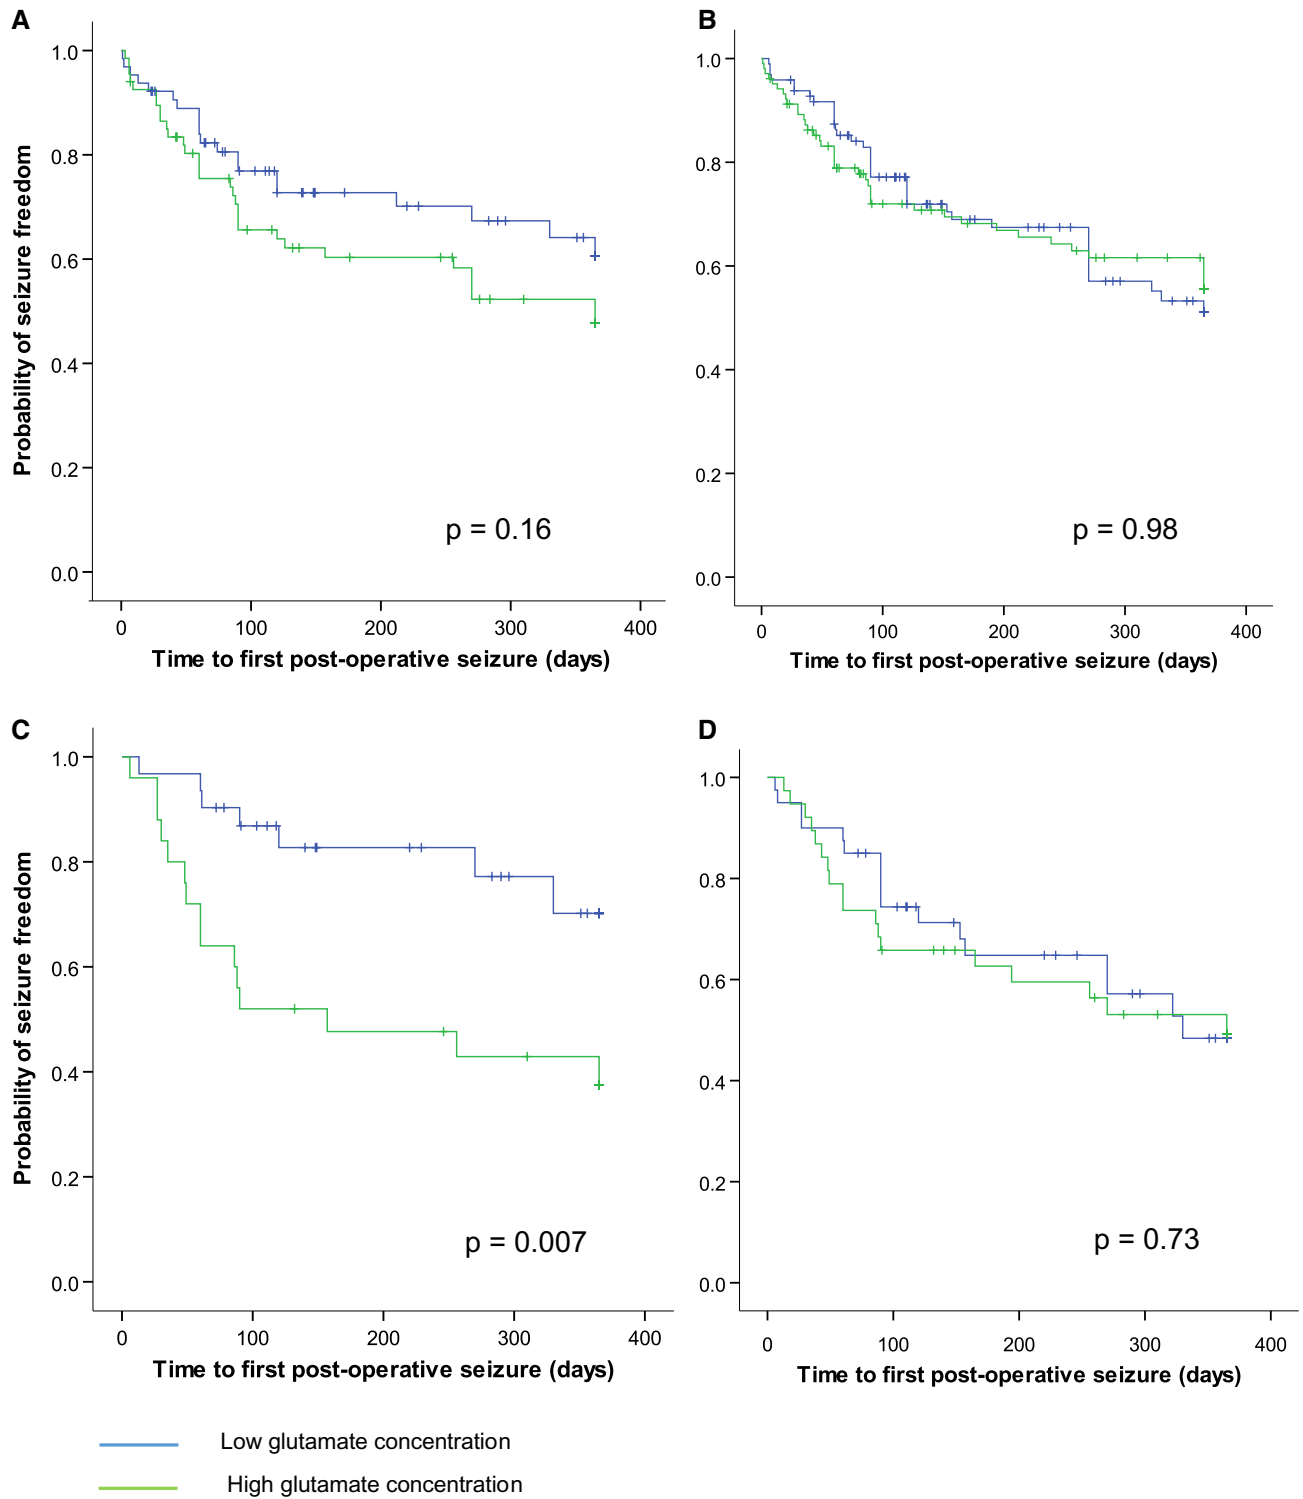 A
Probability of seizure freedom
1.0
0.8
0.6
0.4
0.2
0.0
p = 0.16
0 100 200 300 400
Time to first post-operative seizure (days)
B
1.0
0.8
0.6
0.4
0.2
0.0
p = 0.98
0 100 200 300 400
Time to first post-operative seizure (days)
C
Probability of seizure freedom
1.0
0.8
0.6
0.4
0.2
0.0
p = 0.007
0 100 200 300 400
Time to first post-operative seizure (days)
D
1.0
0.8
0.6
0.4
0.2
0.0
p = 0.73
0 100 200 300 400
Time to first post-operative seizure (days)
Low glutamate concentration
High glutamate concentration